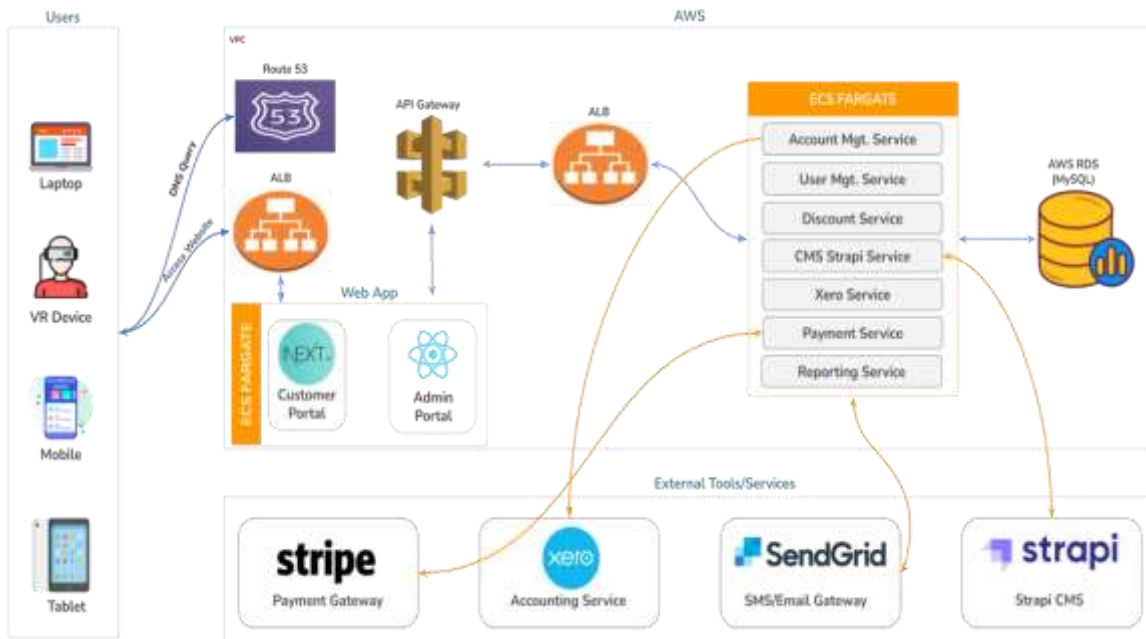 Users
AWS
VPC
Route 53
53
API Gateway
ALB
ECS FARGATE
Account Mgt. Service
User Mgt. Service
Discount Service
CMS Strapi Service
Xero Service
Payment Service
Reporting Service
AWS RDS
(MySQL)
Laptop
VR Device
Mobile
Tablet
DNS Query
Access Website
ALB
Web App
ECS FARGATE
NEXT
Customer
Portal
Admin
Portal
External Tools/Services
stripe
Payment Gateway
xero
Accounting Service
SendGrid
SMS/Email Gateway
strapi
Strapi CMS